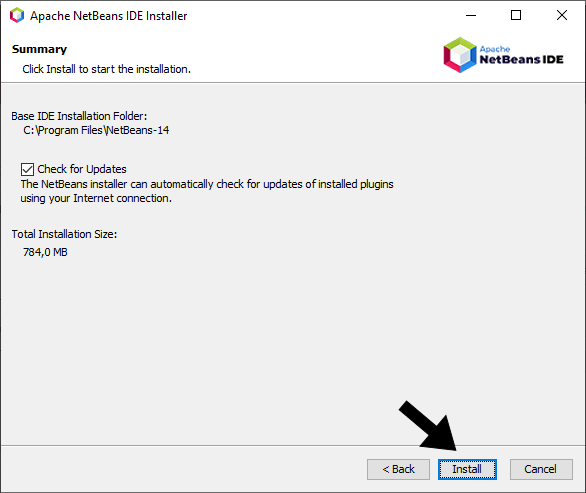 Apache NetBeans IDE Installer
Summary
Click Install to start the installation.
Apache
NetBeans IDE
Base IDE Installation Folder:
C:\Program Files\NetBeans-14
Check for Updates
The NetBeans installer can automatically check for updates of installed plugins
using your Internet connection.
Total Installation Size:
784,0 MB
< Back
Install
Cancel